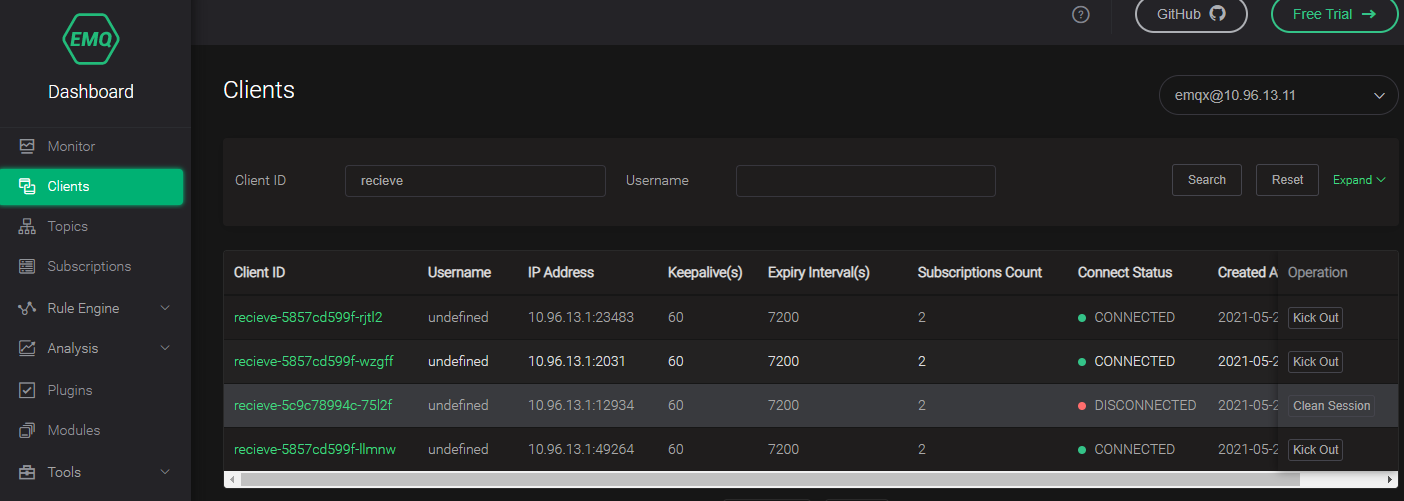 EMQ
Dashboard
Monitor
Clients
Topics
Subscriptions
Rule Engine
Analysis
Plugins
Modules
Tools
?
GitHub
Free Trial →
Clients
emqx@10.96.13.11
Client ID recieve Username Search Reset Expand
Client ID Username IP Address Keepalive(s) Expiry Interval(s) Subscriptions Count Connect Status Created A Operation
recieve-5857cd599f-rjtl2 undefined 10.96.13.1:23483 60 7200 2 CONNECTED 2021-05-2 Kick Out
recieve-5857cd599f-wzgff undefined 10.96.13.1:2031 60 7200 2 CONNECTED 2021-05-2 Kick Out
recieve-5c9c78994c-75l2f undefined 10.96.13.1:12934 60 7200 2 DISCONNECTED 2021-05-2 Clean Session
recieve-5857cd599f-llmnw undefined 10.96.13.1:49264 60 7200 2 CONNECTED 2021-05-2 Kick Out